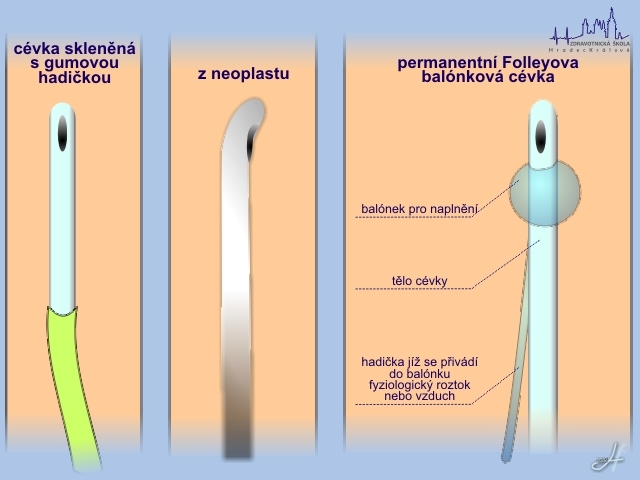 cévka skleněná
s gumovou
hadičkou
z neoplastu
ZDRAVOTNICKÁ ŠKOLA
HradecKrálové
permanentní Folleyova
balónková cévka
balónek pro naplnění
tělo cévky
hadička jíž se přivádí
do balónku
fyziologický roztok
nebo vzduch